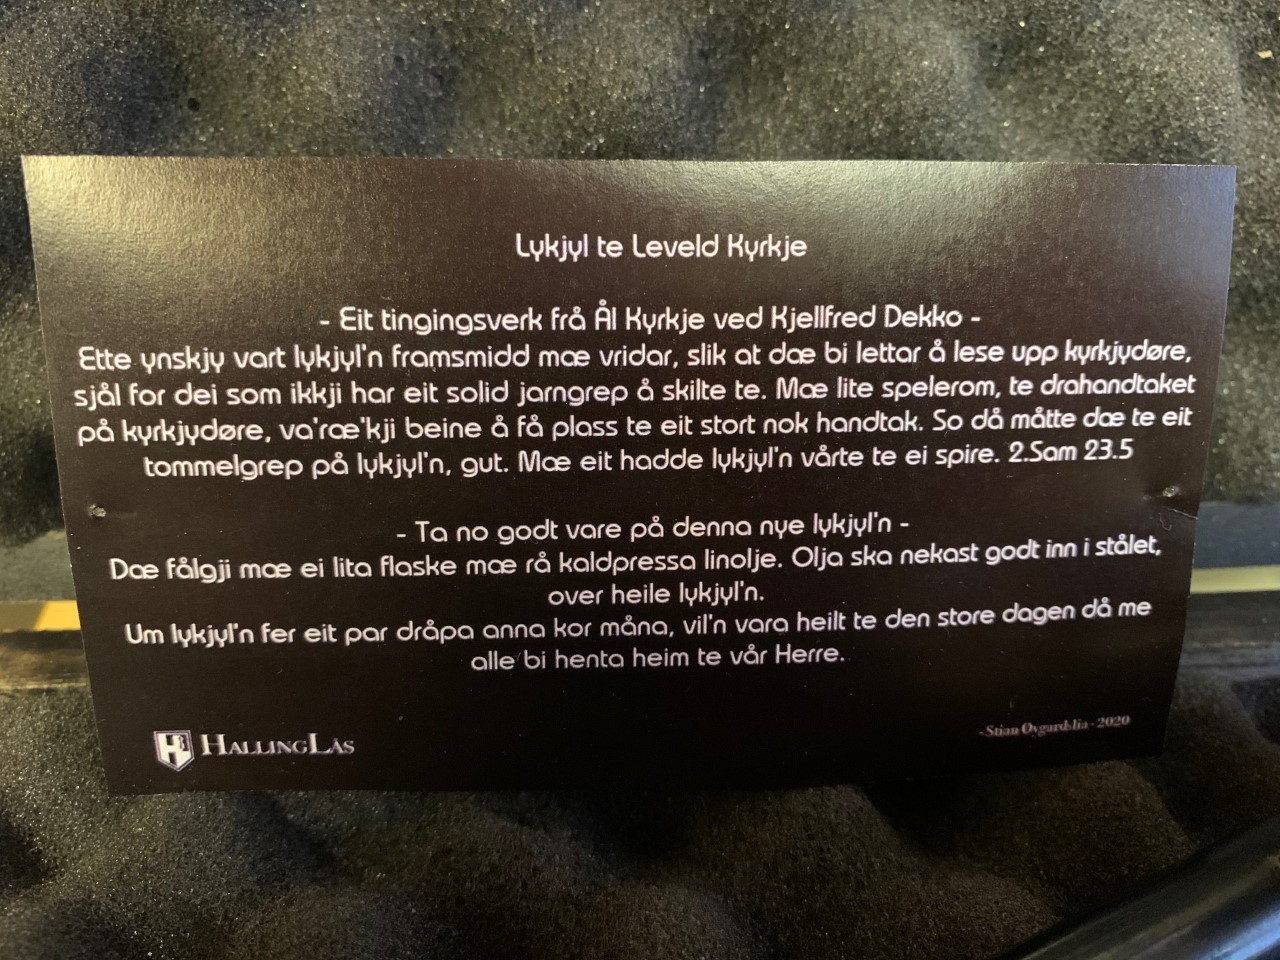 Lykjyl te Leveld Kyrkje
- Eit tingingsverk frå Ål Kyrkje ved Kjellfred Dekko -
Ette ynskjy vart lykjyl'n framsmidd mæ vridar, slik at dæ bi lettar å lese upp kyrkjydøre,
sjål for dei som ikkji har eit solid jarngrep å skilte te. Mæ lite spelerom, te drahandtaket
på kyrkjydøre, va'ræ'kji beine å få plass te eit stort nok handtak. So då måtte dæ te eit
tommelgrep på lykjyl'n, gut. Mæ eit hadde lykjyl'n vårte te ei spire. 2.Sam 23.5
- Ta no godt vare på denna nye lykjyl'n -
Dæ fålgji mæ ei lita flaske mæ rå kaldpressa linolje. Olja ska nekast godt inn i stålet,
over heile lykjyl'n.
Um lykjyl'n fer eit par dråpa anna kor måna, vil'n vara heilt te den store dagen då me
alle bi henta heim te vår Herre.
HALLINGLÅS
- Stian Øygardslia - 2020